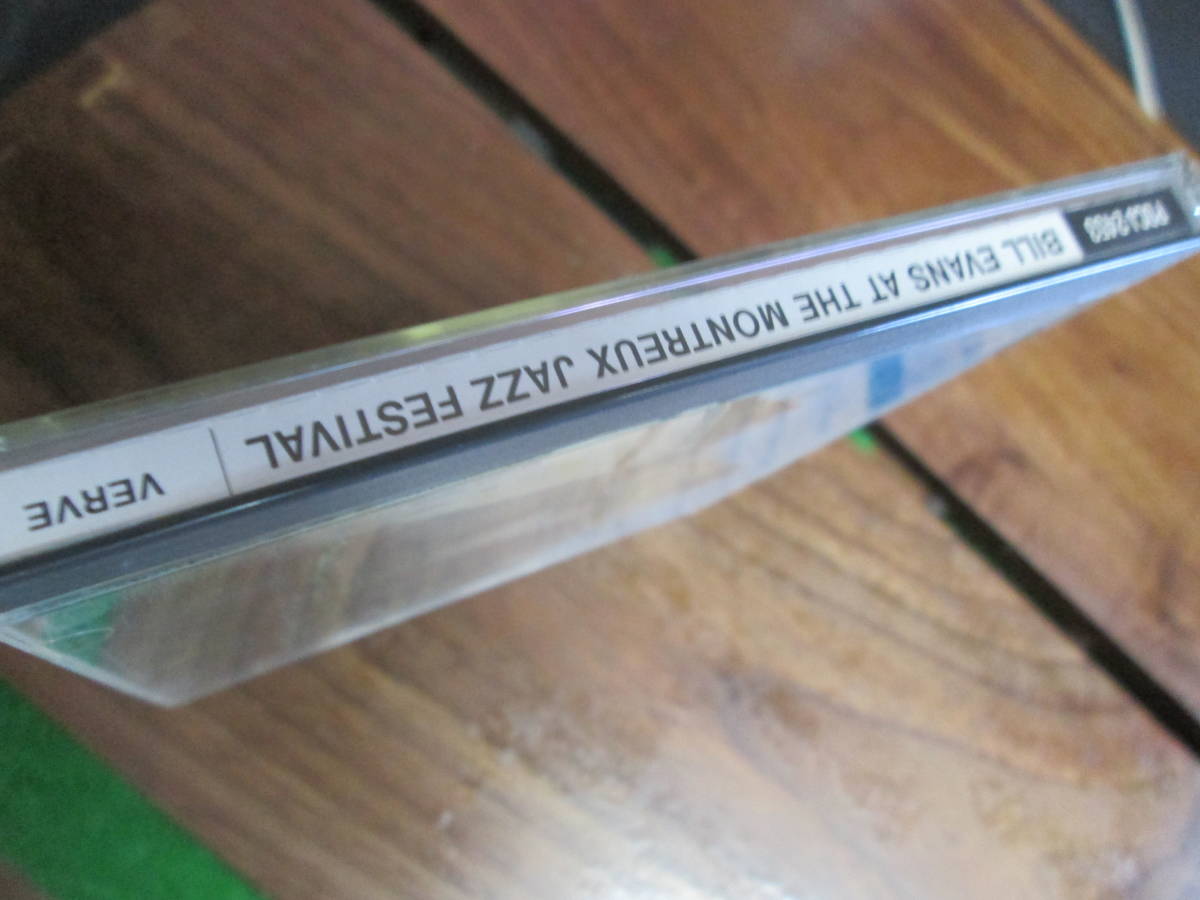 BILL EVANS AT THE MONTREUX JAZZ FESTIVAL
VERVE